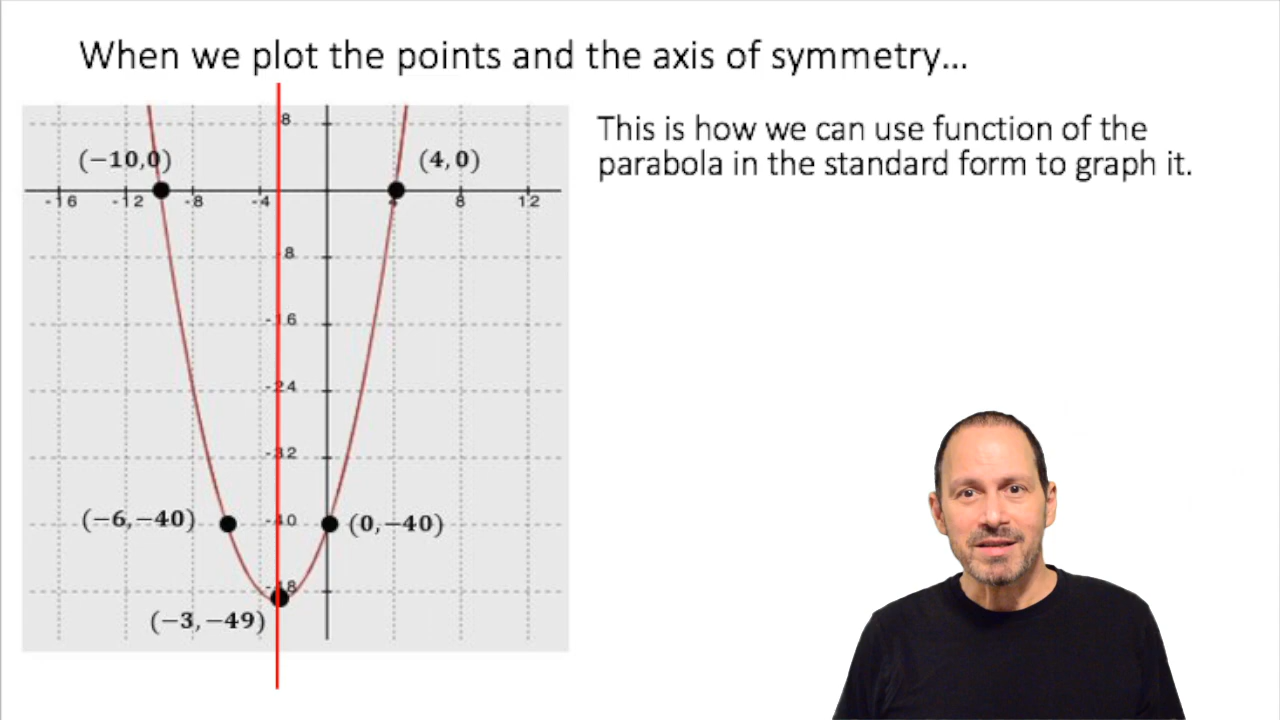 When we plot the points and the axis of symmetry...
This is how we can use function of the
parabola in the standard form to graph it.
8
(−10,0) (4,0)
-16 -12 -8 -4 4 8 12
-8
-16
-24
-32
(−6,−40) -40 (0,−40)
-48
(−3,−49)